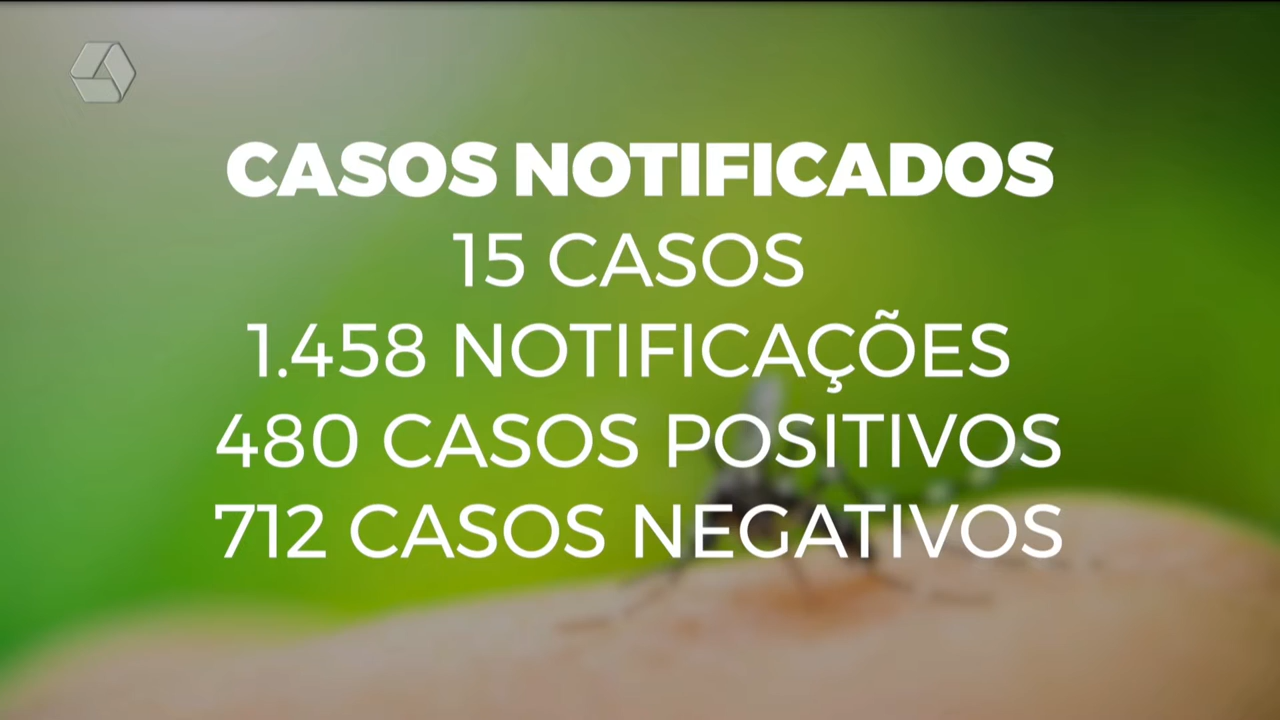 CASOS NOTIFICADOS
15 CASOS
1.458 NOTIFICAÇÕES
480 CASOS POSITIVOS
712 CASOS NEGATIVOS